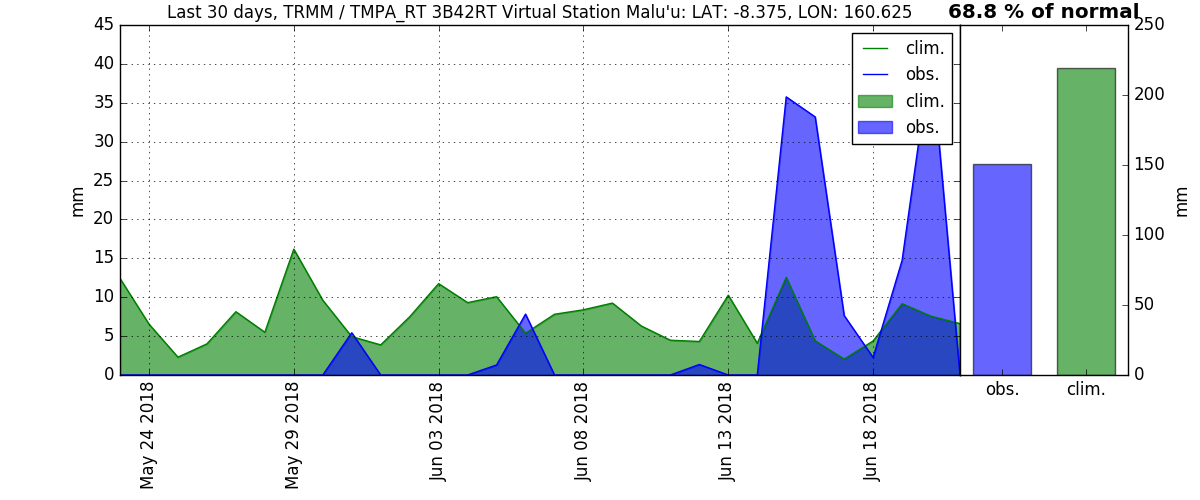 Last 30 days, TRMM / TMPA_RT 3B42RT Virtual Station Malu'u: LAT: -8.375, LON: 160.625
68.8 % of normal
45
40
35
30
25
20
15
10
5
0
mm
clim.
obs.
clim.
obs.
250
200
150
100
50
0
mm
obs.
clim.
May 24 2018
May 29 2018
Jun 03 2018
Jun 08 2018
Jun 13 2018
Jun 18 2018